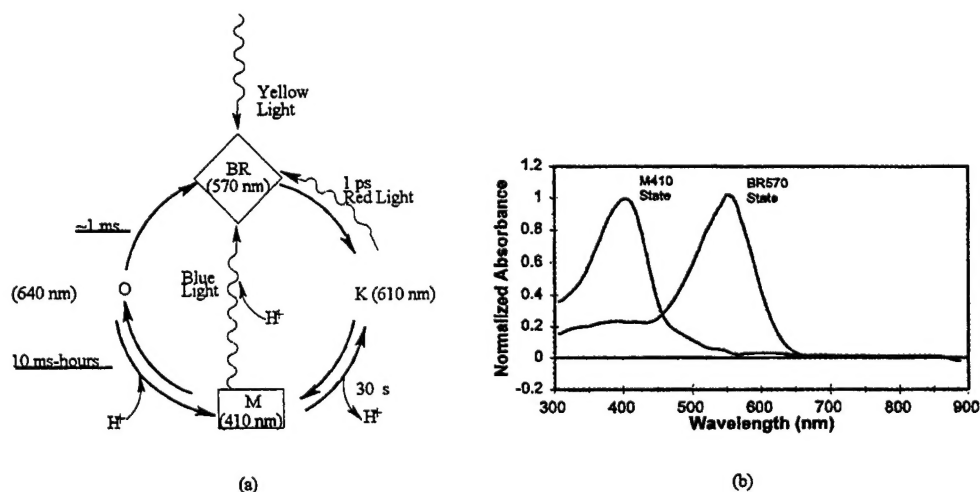 Yellow
Light
BR
(570 nm)
1 ps
Red Light
~1 ms
Blue
Light
(640 nm)
O
H+
K (610 nm)
10 ms-hours
30 s
M
(410 nm)
H+
H+
(a)
Normalized Absorbance
1.2
1
0.8
0.6
0.4
0.2
0
-0.2
M410
State
BR570
State
300 400 500 600 700 800 900
Wavelength (nm)
(b)